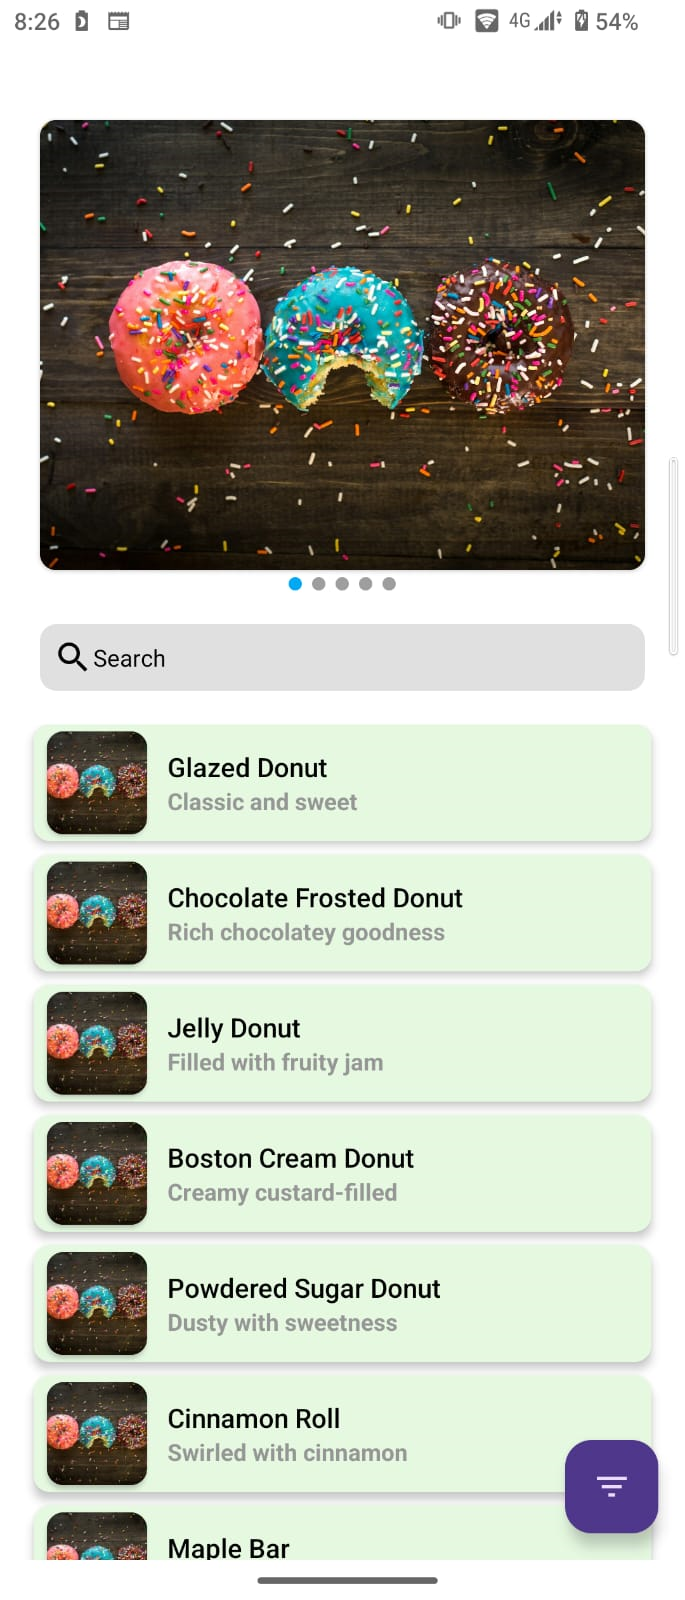 8:26 4G 54%
Search
Glazed Donut
Classic and sweet
Chocolate Frosted Donut
Rich chocolatey goodness
Jelly Donut
Filled with fruity jam
Boston Cream Donut
Creamy custard-filled
Powdered Sugar Donut
Dusty with sweetness
Cinnamon Roll
Swirled with cinnamon
Maple Bar